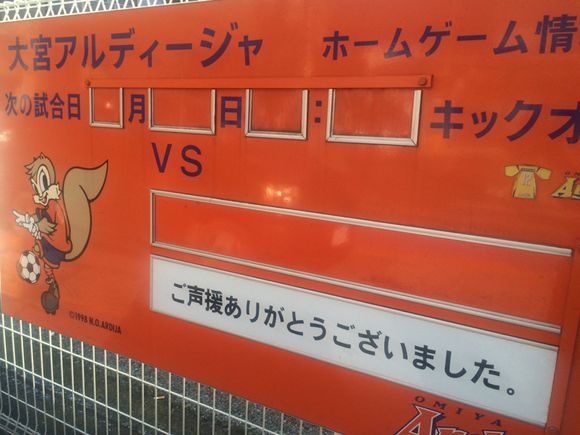 大宮アルディージャ ホームゲーム情
次の試合日 月 日 : キックオ
VS
12
ご声援ありがとうございました。
©1998 N.O.ARDIJA
OMIYA